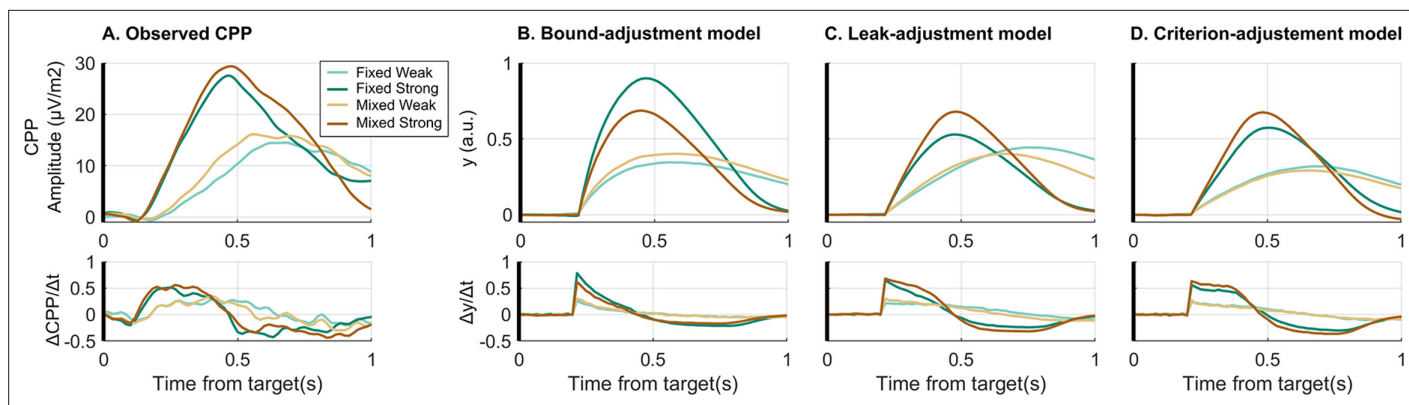 A. Observed CPP
B. Bound-adjustment model
C. Leak-adjustment model
D. Criterion-adjustement model
CPP
Amplitude (μV/m2)
30
20
10
0
0
0.5
1
Fixed Weak
Fixed Strong
Mixed Weak
Mixed Strong
y (a.u.)
1
0.5
0
0
0.5
1
0
0.5
1
0
0.5
1
ΔCPP/Δt
1
0.5
0
-0.5
0
0.5
1
Time from target(s)
Δy/Δt
1
0.5
0
-0.5
0
0.5
1
Time from target(s)
0
0.5
1
Time from target(s)
0
0.5
1
Time from target(s)